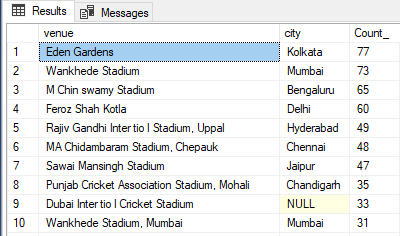 Results Messages
venue city Count_
1 Eden Gardens Kolkata 77
2 Wankhede Stadium Mumbai 73
3 M Chin swamy Stadium Bengaluru 65
4 Feroz Shah Kotla Delhi 60
5 Rajiv Gandhi Inter tio l Stadium, Uppal Hyderabad 49
6 MA Chidambaram Stadium, Chepauk Chennai 48
7 Sawai Mansingh Stadium Jaipur 47
8 Punjab Cricket Association Stadium, Mohali Chandigarh 35
9 Dubai Inter tio l Cricket Stadium NULL 33
10 Wankhede Stadium, Mumbai Mumbai 31